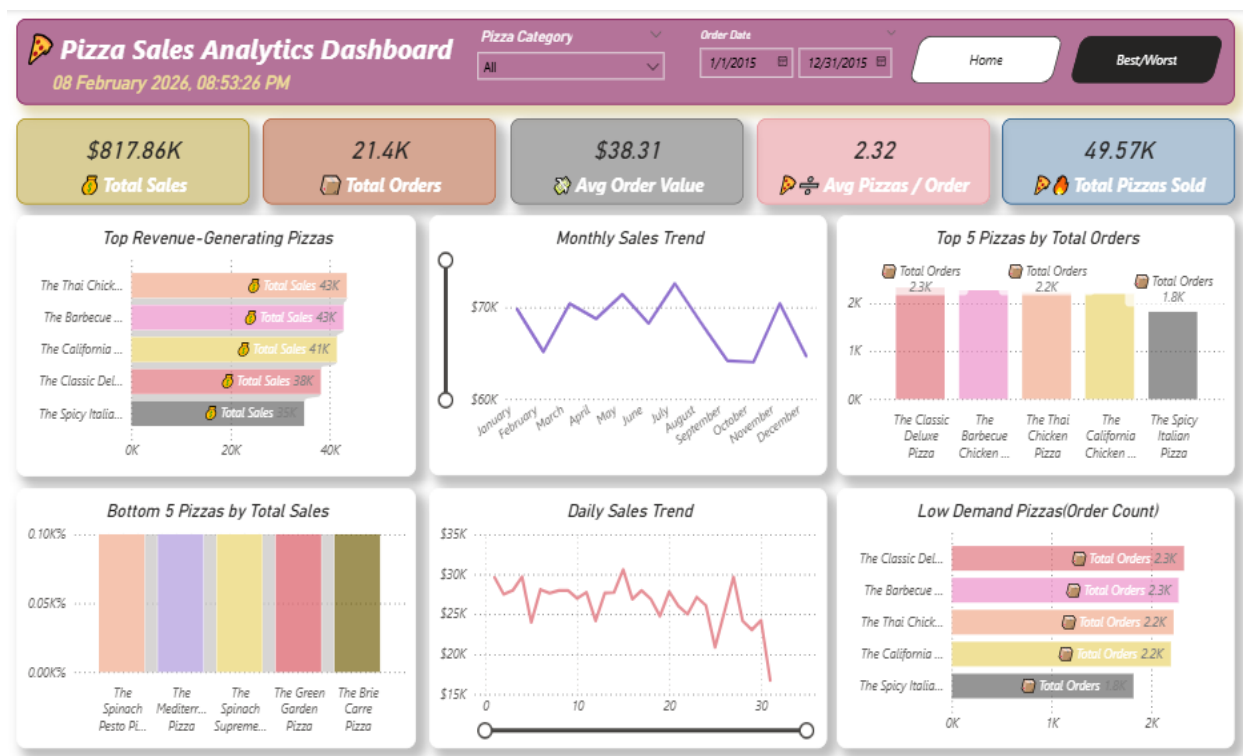 Pizza Sales Analytics Dashboard
08 February 2026, 08:53:26 PM
Pizza Category
All
Order Date
1/1/2015
12/31/2015
Home
Best/Worst
$817.86K
Total Sales
21.4K
Total Orders
$38.31
Avg Order Value
2.32
Avg Pizzas / Order
49.57K
Total Pizzas Sold
Top Revenue-Generating Pizzas
The Thai Chick...
Total Sales 43K
The Barbecue ...
Total Sales 43K
The California ...
Total Sales 41K
The Classic Del...
Total Sales 38K
The Spicy Italia...
Total Sales 35K
0K
20K
40K
Monthly Sales Trend
$70K
$60K
January
February
March
April
May
June
July
August
September
October
November
December
Top 5 Pizzas by Total Orders
Total Orders
2.3K
Total Orders
2.2K
Total Orders
1.8K
2K
1K
0K
The Classic
Deluxe
Pizza
The
Barbecue
Chicken ...
The Thai
Chicken
Pizza
The
California
Chicken ...
The Spicy
Italian
Pizza
Bottom 5 Pizzas by Total Sales
0.10K%
0.05K%
0.00K%
The
Spinach
Pesto Pi...
The
Mediterr...
Pizza
The
Spinach
Supreme...
The Green
Garden
Pizza
The Brie
Carre
Pizza
Daily Sales Trend
$35K
$30K
$25K
$20K
$15K
0
10
20
30
Low Demand Pizzas(Order Count)
The Classic Del...
Total Orders 2.3K
The Barbecue ...
Total Orders 2.3K
The Thai Chick...
Total Orders 2.2K
The California ...
Total Orders 2.2K
The Spicy Italia...
Total Orders 1.8K
0K
1K
2K